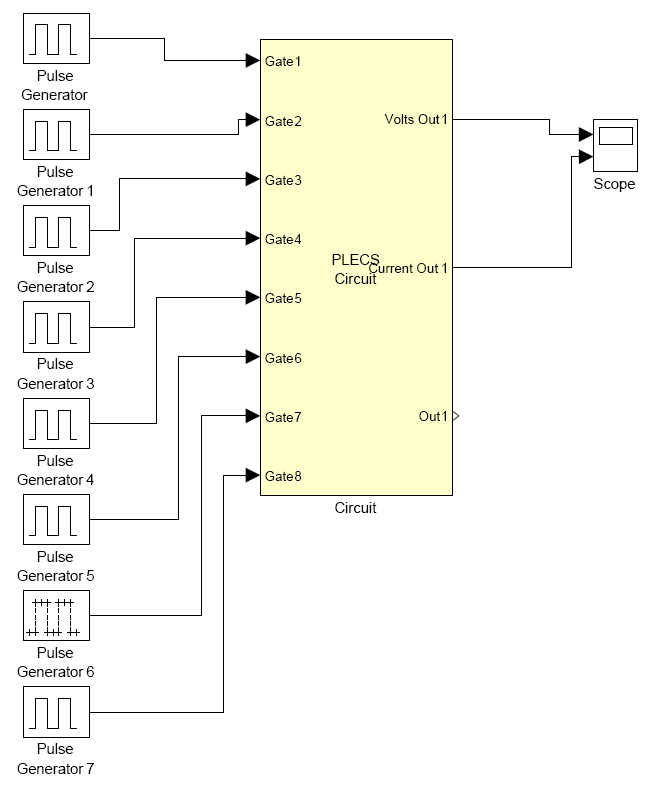 Pulse
Generator
Pulse
Generator 1
Pulse
Generator 2
Pulse
Generator 3
Pulse
Generator 4
Pulse
Generator 5
Pulse
Generator 6
Pulse
Generator 7
Gate1
Gate2
Gate3
Gate4
Gate5
Gate6
Gate7
Gate8
PLECS
Circuit
Volts Out 1
Current Out 1
Out1
Circuit
Scope